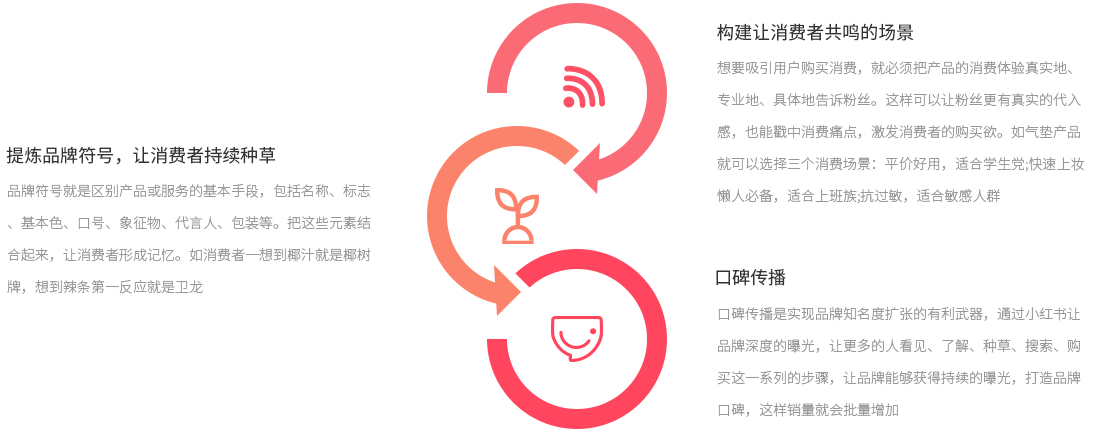 构建让消费者共鸣的场景
想要吸引用户购买消费，就必须把产品的消费体验真实地、
专业地、具体地告诉粉丝。这样可以让粉丝更有真实的代入
感，也能戳中消费痛点，激发消费者的购买欲。如气垫产品
就可以选择三个消费场景：平价好用，适合学生党;快速上妆
懒人必备，适合上班族;抗过敏，适合敏感人群
提炼品牌符号，让消费者持续种草
品牌符号就是区别产品或服务的基本手段，包括名称、标志
、基本色、口号、象征物、代言人、包装等。把这些元素结
合起来，让消费者形成记忆。如消费者一想到椰汁就是椰树
牌，想到辣条第一反应就是卫龙
口碑传播
口碑传播是实现品牌知名度扩张的有利武器，通过小红书让
品牌深度的曝光，让更多的人看见、了解、种草、搜索、购
买这一系列的步骤，让品牌能够获得持续的曝光，打造品牌
口碑，这样销量就会批量增加